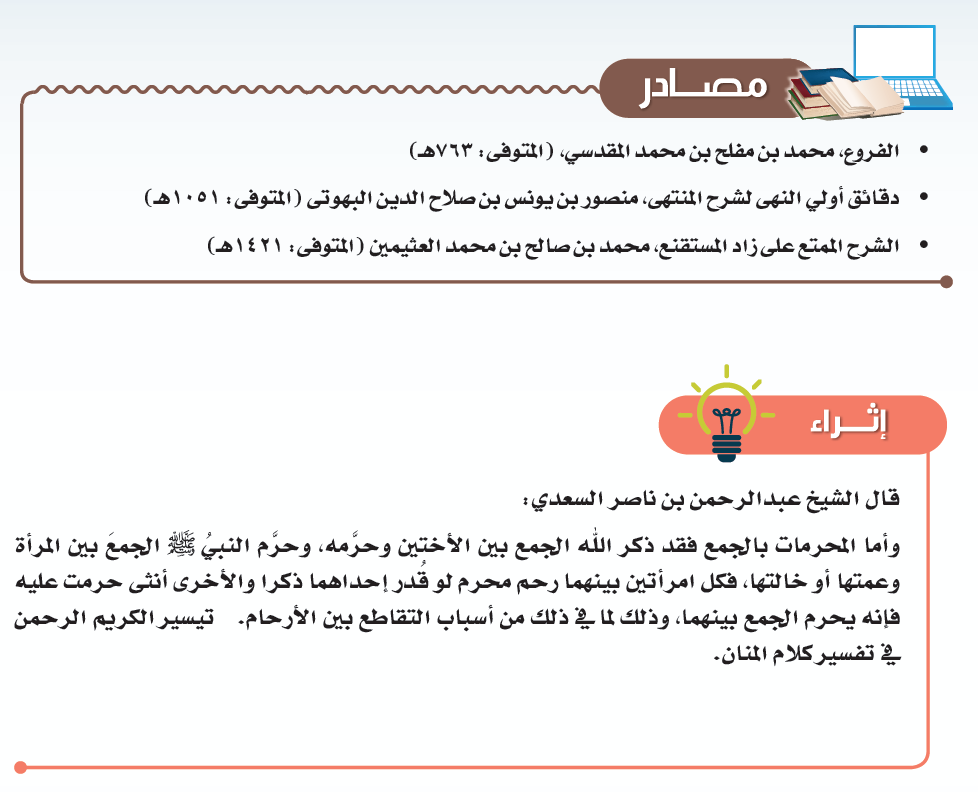 مصـــادر
• الفروع، محمد بن مفلح بن محمد المقدسي، (المتوفى: ٧٦٣هـ)
• دقائق أولي النهى لشرح المنتهى، منصور بن يونس بن صلاح الدين البهوتى (المتوفى: ١٠٥١هـ)
• الشرح الممتع على زاد المستقنع، محمد بن صالح بن محمد العثيمين (المتوفى: ١٤٢١هـ)
إثـــراء
قال الشيخ عبدالرحمن بن ناصر السعدي:
وأما المحرمات بالجمع فقد ذكر الله الجمع بين الأختين وحرَّمه، وحرَّم النبيُ ﷺ الجمعَ بين المرأة
وعمتها أو خالتها، فكل امرأتين بينهما رحم محرم لو قُدر إحداهما ذكرا والأخرى أنثى حرمت عليه
فإنه يحرم الجمع بينهما، وذلك لما في ذلك من أسباب التقاطع بين الأرحام. تيسير الكريم الرحمن
في تفسير كلام المنان.